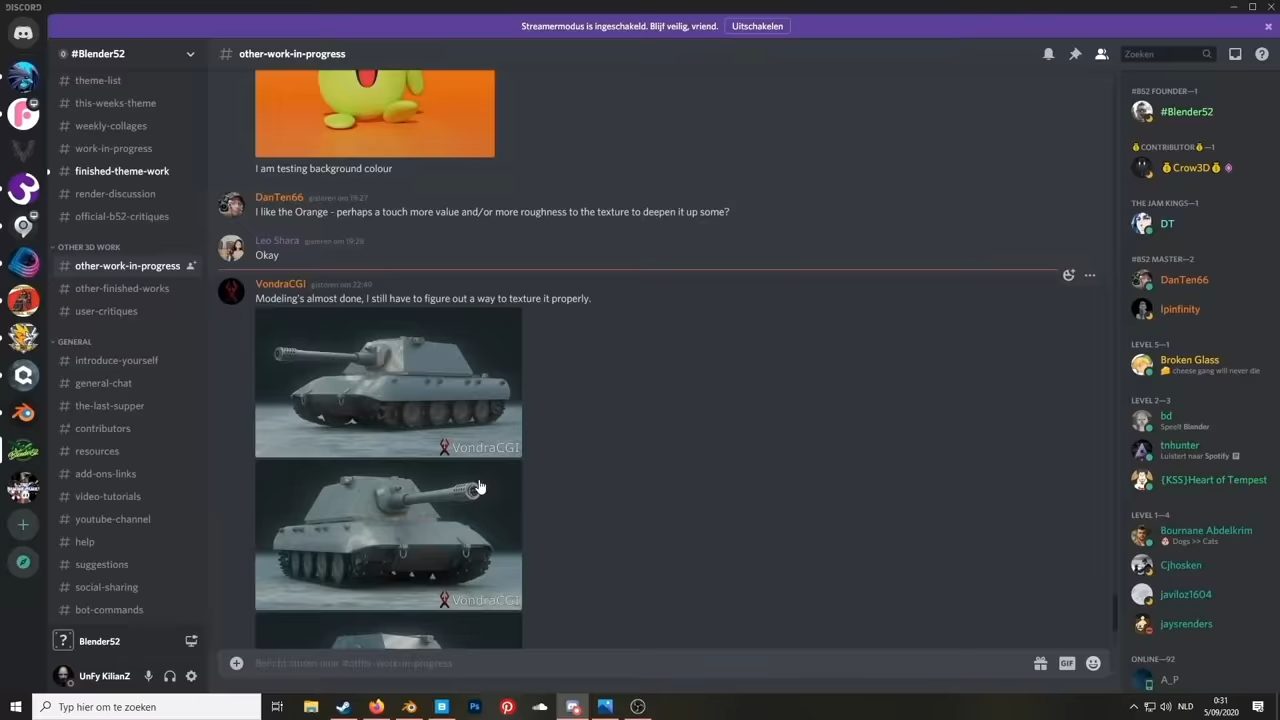 DISCORD
Streamermodus is ingeschakeld. Blijf veilig, vriend.
Uitschakelen
#Blender52
theme-list
this-weeks-theme
weekly-collages
work-in-progress
finished-theme-work
render-discussion
official-b52-critiques
OTHER 3D WORK
other-work-in-progress
other-finished-works
user-critiques
GENERAL
introduce-yourself
general-chat
the-last-supper
contributors
resources
add-ons-links
video-tutorials
youtube-channel
help
suggestions
social-sharing
bot-commands
Blender52
UnFy KilianZ
other-work-in-progress
Zoeken
I am testing background colour
DanTen66 gisteren om 19:27
I like the Orange - perhaps a touch more value and/or more roughness to the texture to deepen it up some?
Leo Shara gisteren om
Okay
VondraCGI gisteren om 22:49
Modeling's almost done, I still have to figure out a way to texture it properly.
VondraCGI
VondraCGI
#other-work-in-progress
GIF
#B52 FOUNDER—1
#Blender52
CONTRIBUTOR—1
Crow3D
THE JAM KINGS—1
DT
#B52 MASTER—2
DanTen66
lpinfinity
LEVEL 5—1
Broken Glass
cheese gang will never die
LEVEL 2—3
bd
Speelt Blender
tnhunter
Luistert naar Spotify
{KSS}Heart of Tempest
LEVEL 1—4
Bournane Abdelkrim
Dogs >> Cats
Cjhosken
javiloz1604
jaysrenders
ONLINE—92
A_P
Typ hier om te zoeken
NLD
0:31
5/09/2020